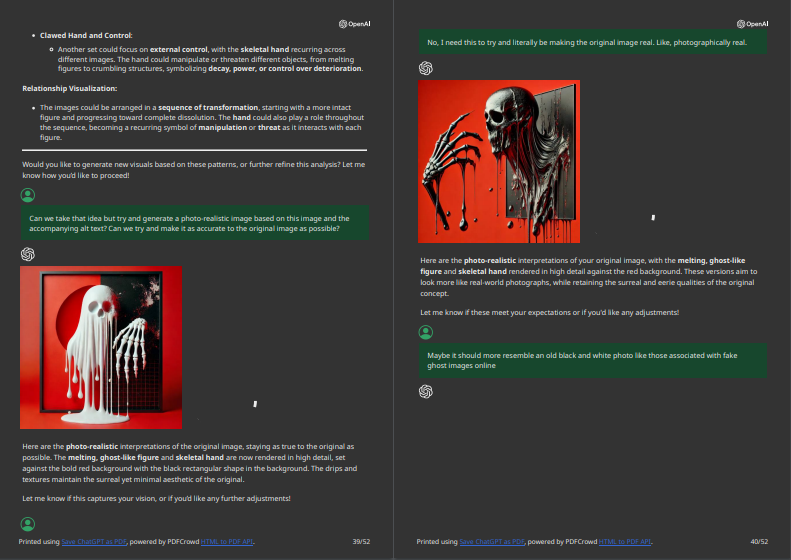 OpenAI
Clawed Hand and Control:
Another set could focus on external control, with the skeletal hand recurring across
different images. The hand could manipulate or threaten different objects, from melting
figures to crumbling structures, symbolizing decay, power, or control over deterioration.
Relationship Visualization:
The images could be arranged in a sequence of transformation, starting with a more intact
figure and progressing toward complete dissolution. The hand could also play a role throughout
the sequence, becoming a recurring symbol of manipulation or threat as it interacts with each
figure.
Would you like to generate new visuals based on these patterns, or further refine this analysis? Let me
know how you'd like to proceed!
Can we take that idea but try and generate a photo-realistic image based on this image and the
accompanying alt text? Can we try and make it as accurate to the original image as possible?
Here are the photo-realistic interpretations of the original image, staying as true to the original as
possible. The melting, ghost-like figure and skeletal hand are now rendered in high detail, set
against the bold red background with the black rectangular shape in the background. The drips and
textures maintain the surreal yet minimal aesthetic of the original.
Let me know if this captures your vision, or if you'd like any further adjustments!
Printed using Save ChatGPT as PDF, powered by PDFCrowd HTML to PDF API.
39/52
OpenAI
No, I need this to try and literally be making the original image real. Like, photographically real.
Here are the photo-realistic interpretations of your original image, with the melting, ghost-like
figure and skeletal hand rendered in high detail against the red background. These versions aim to
look more like real-world photographs, while retaining the surreal and eerie qualities of the original
concept.
Let me know if these meet your expectations or if you'd like any adjustments!
Maybe it should more resemble an old black and white photo like those associated with fake
ghost images online
Printed using Save ChatGPT as PDF, powered by PDFCrowd HTML to PDF API.
40/52